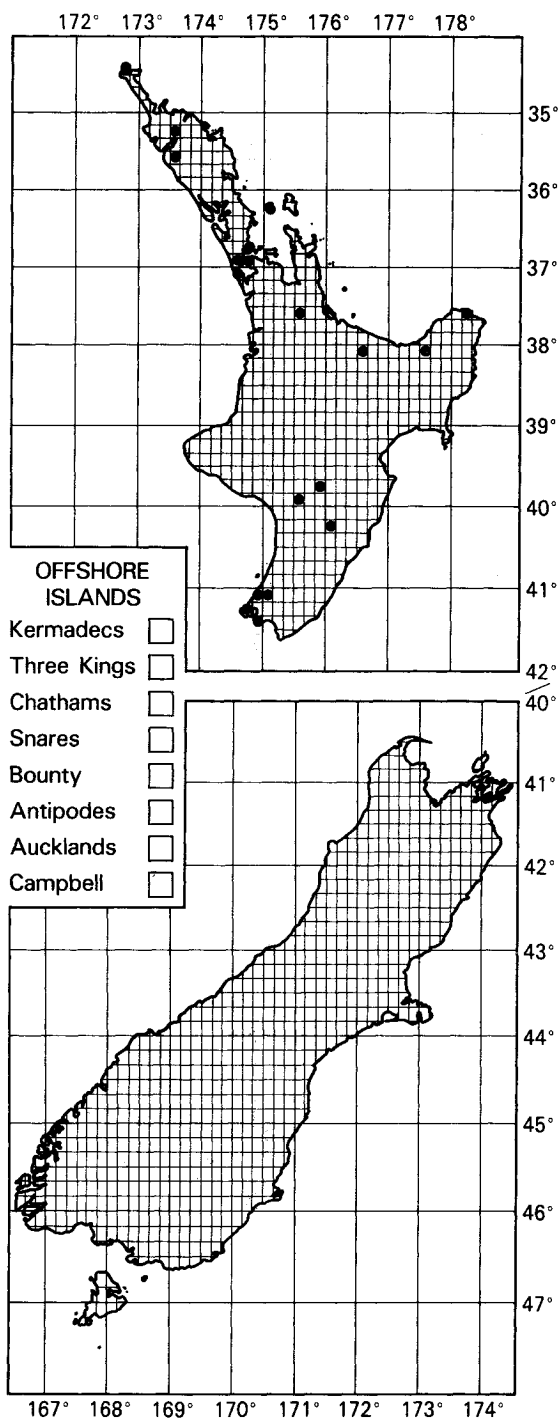 172° 173° 174° 175° 176° 177° 178°
35°
36°
37°
38°
39°
40°
41°
42°
OFFSHORE
ISLANDS
Kermadecs
Three Kings
Chathams
Snares
Bounty
Antipodes
Aucklands
Campbell
40°
41°
42°
43°
44°
45°
46°
47°
167° 168° 169° 170° 171° 172° 173° 174°